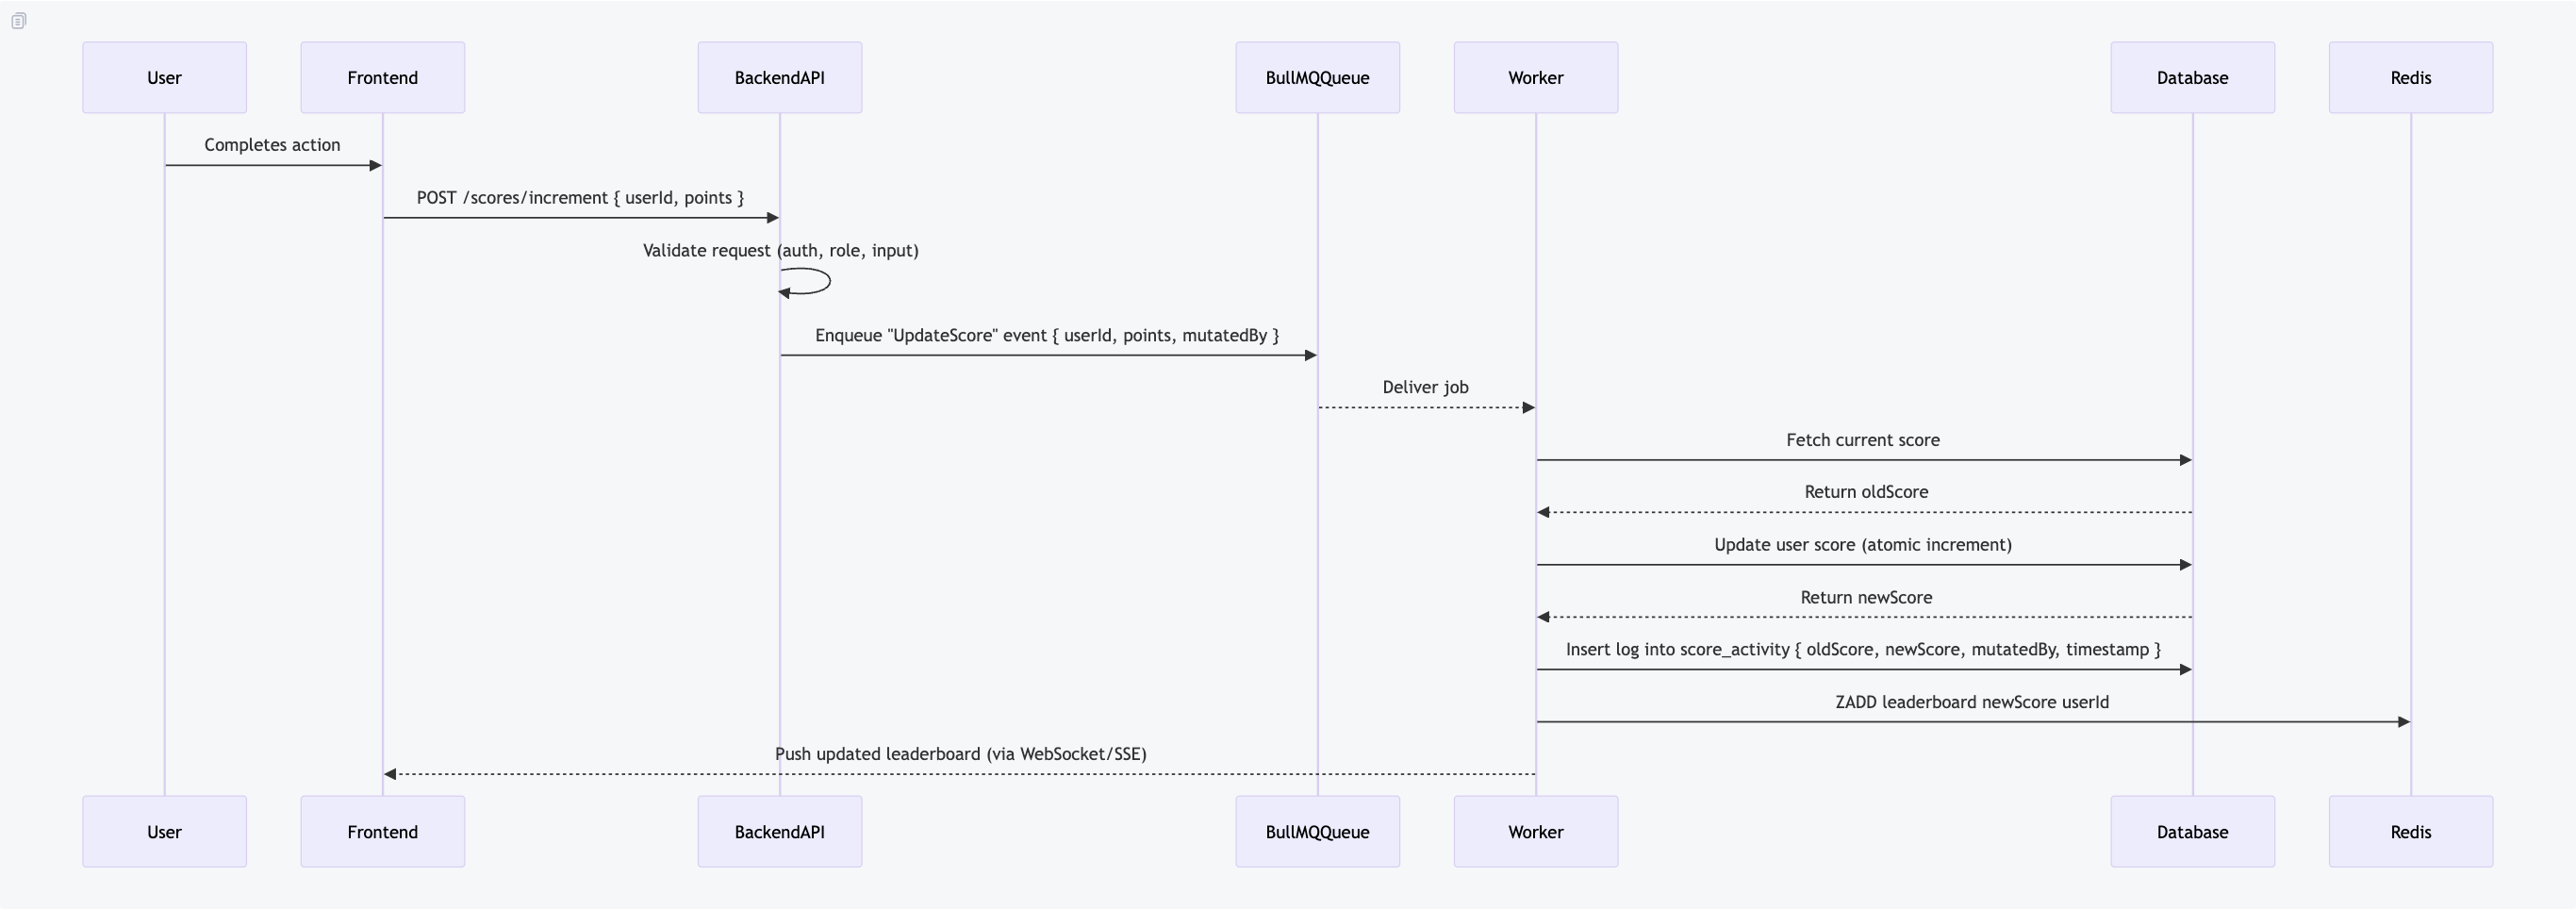 User
Frontend
BackendAPI
BullMQQueue
Worker
Database
Redis
Completes action
POST /scores/increment { userId, points }
Validate request (auth, role, input)
Enqueue "UpdateScore" event { userId, points, mutatedBy }
Deliver job
Fetch current score
Return oldScore
Update user score (atomic increment)
Return newScore
Insert log into score_activity { oldScore, newScore, mutatedBy, timestamp }
ZADD leaderboard newScore userId
Push updated leaderboard (via WebSocket/SSE)
User
Frontend
BackendAPI
BullMQQueue
Worker
Database
Redis